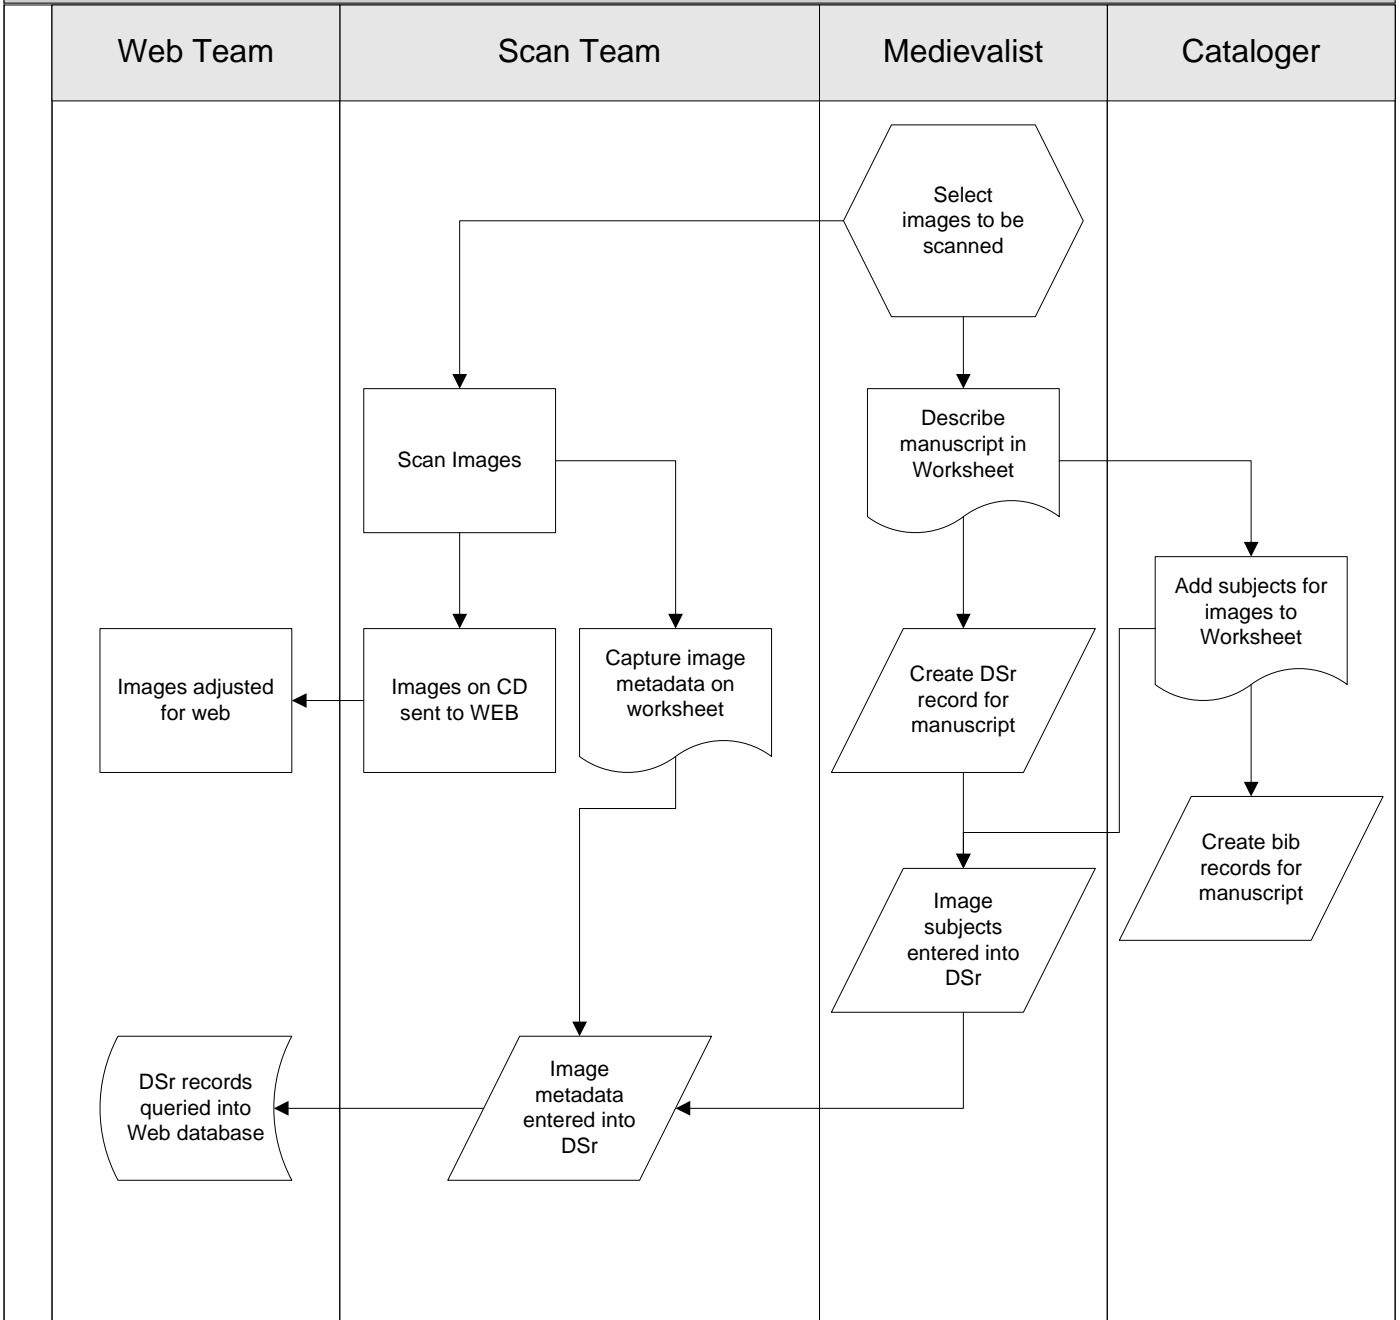 Web Team
Scan Team
Medievalist
Cataloger
Select
images to be
scanned
Scan Images
Describe
manuscript in
Worksheet
Add subjects for
images to
Worksheet
Images adjusted
for web
Images on CD
sent to WEB
Capture image
metadata on
worksheet
Create DSr
record for
manuscript
Create bib
records for
manuscript
Image
subjects
entered into
DSr
DSr records
queried into
Web database
Image
metadata
entered into
DSr